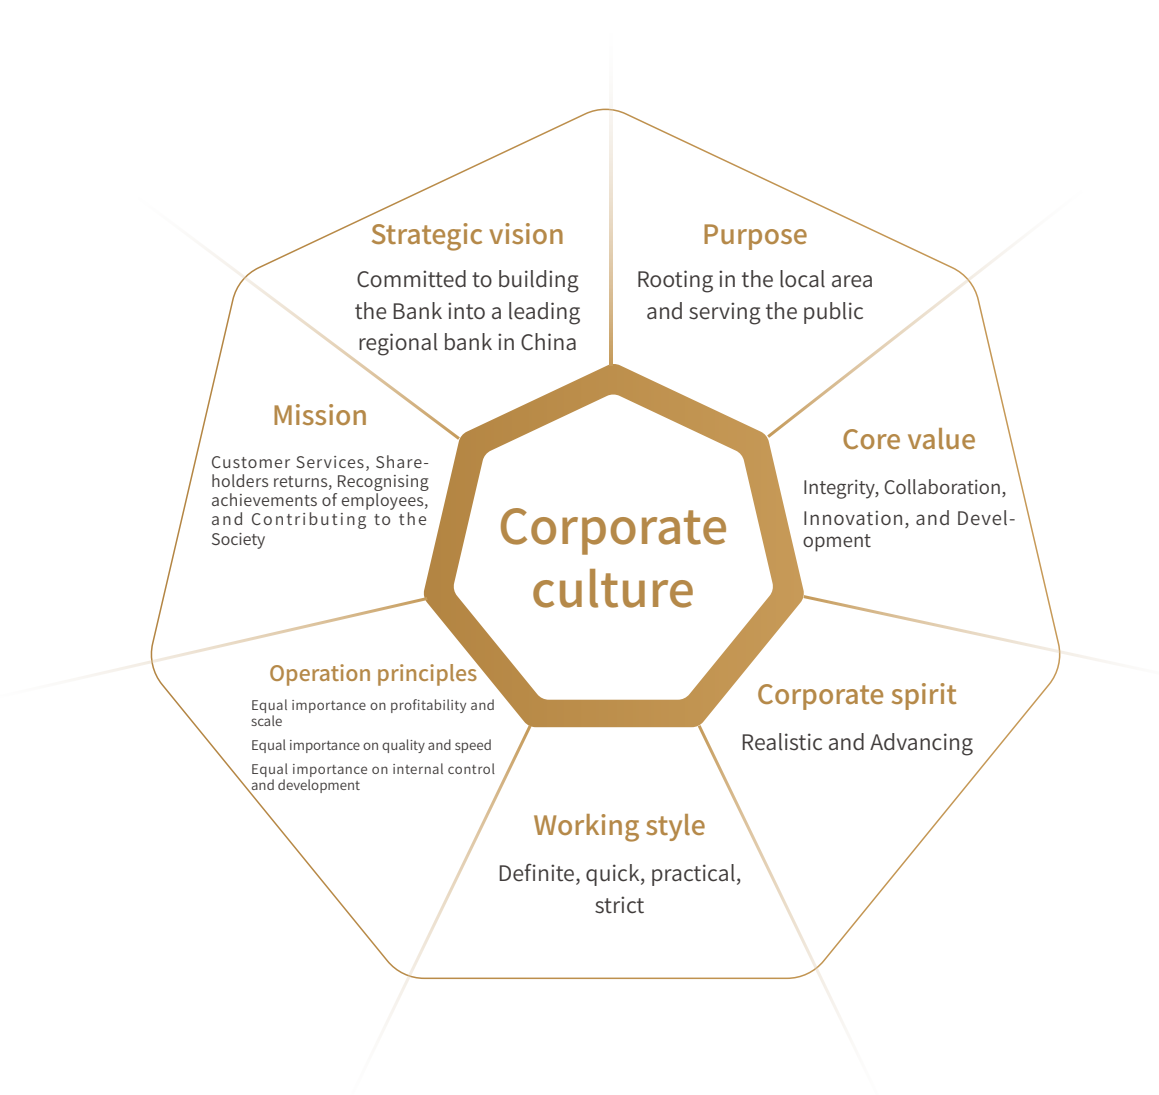 Strategic vision
Committed to building
the Bank into a leading
regional bank in China
Purpose
Rooting in the local area
and serving the public
Mission
Customer Services, Share-
holders returns, Recognising
achievements of employees,
and Contributing to the
Society
Core value
Integrity, Collaboration,
Innovation, and Devel-
opment
Corporate
culture
Operation principles
Equal importance on profitability and
scale
Equal importance on quality and speed
Equal importance on internal control
and development
Corporate spirit
Realistic and Advancing
Working style
Definite, quick, practical,
strict